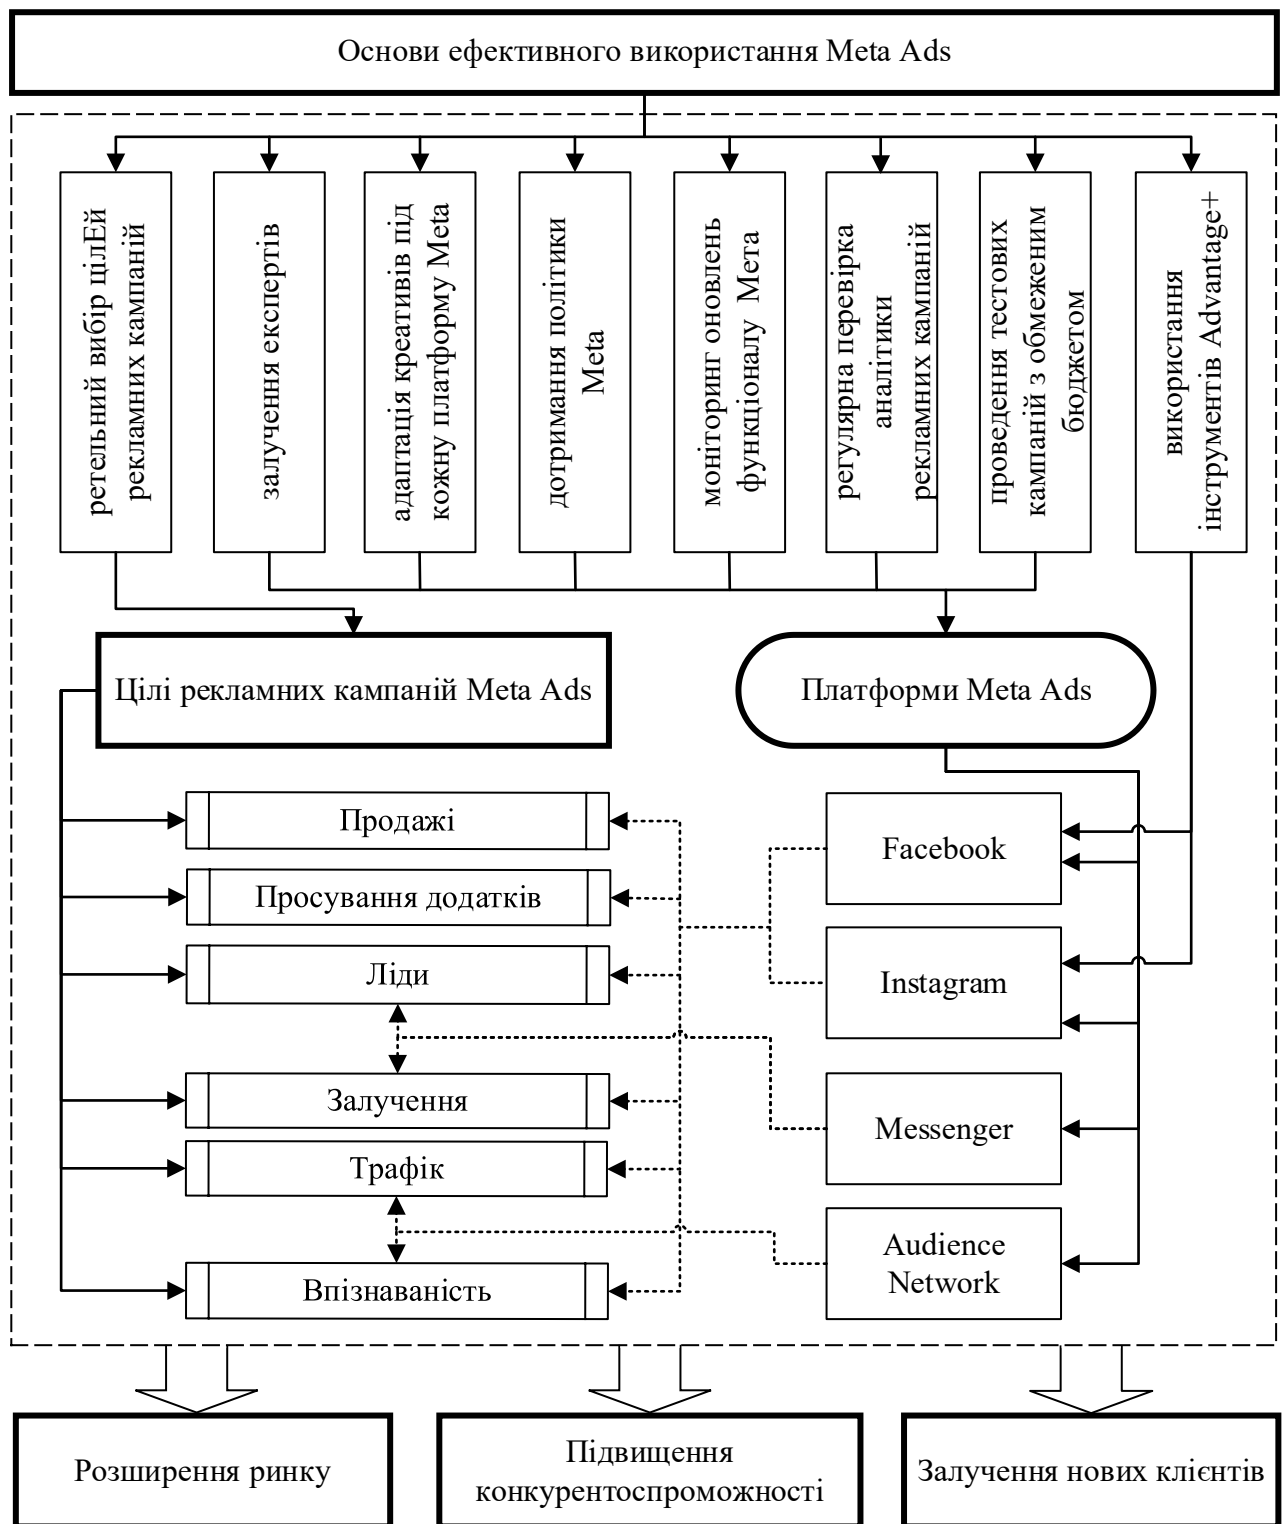 Основи ефективного використання Meta Ads
ретельний вибір цілЕй
рекламних кампаній
залучення експертів
адаптація креативів під
кожну платформу Meta
дотримання політики
Meta
моніторинг оновлень
функціоналу Мета
регулярна перевірка
аналітики
рекламних кампаній
проведення тестових
кампаній з обмеженим
бюджетом
використання
інструментів Advantage+
Цілі рекламних кампаній Meta Ads
Платформи Meta Ads
Продажі
Просування додатків
Ліди
Залучення
Трафік
Впізнаваність
Facebook
Instagram
Messenger
Audience
Network
Розширення ринку
Підвищення
конкурентоспроможності
Залучення нових клієнтів